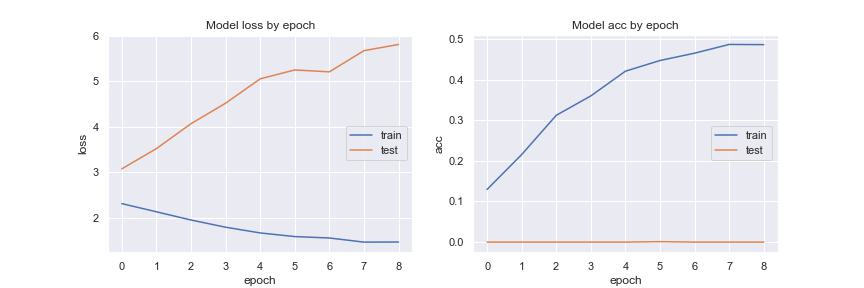 Model loss by epoch
6
5
4
3
2
loss
train
test
0 1 2 3 4 5 6 7 8
epoch
Model acc by epoch
0.5
0.4
0.3
0.2
0.1
0.0
acc
train
test
0 1 2 3 4 5 6 7 8
epoch